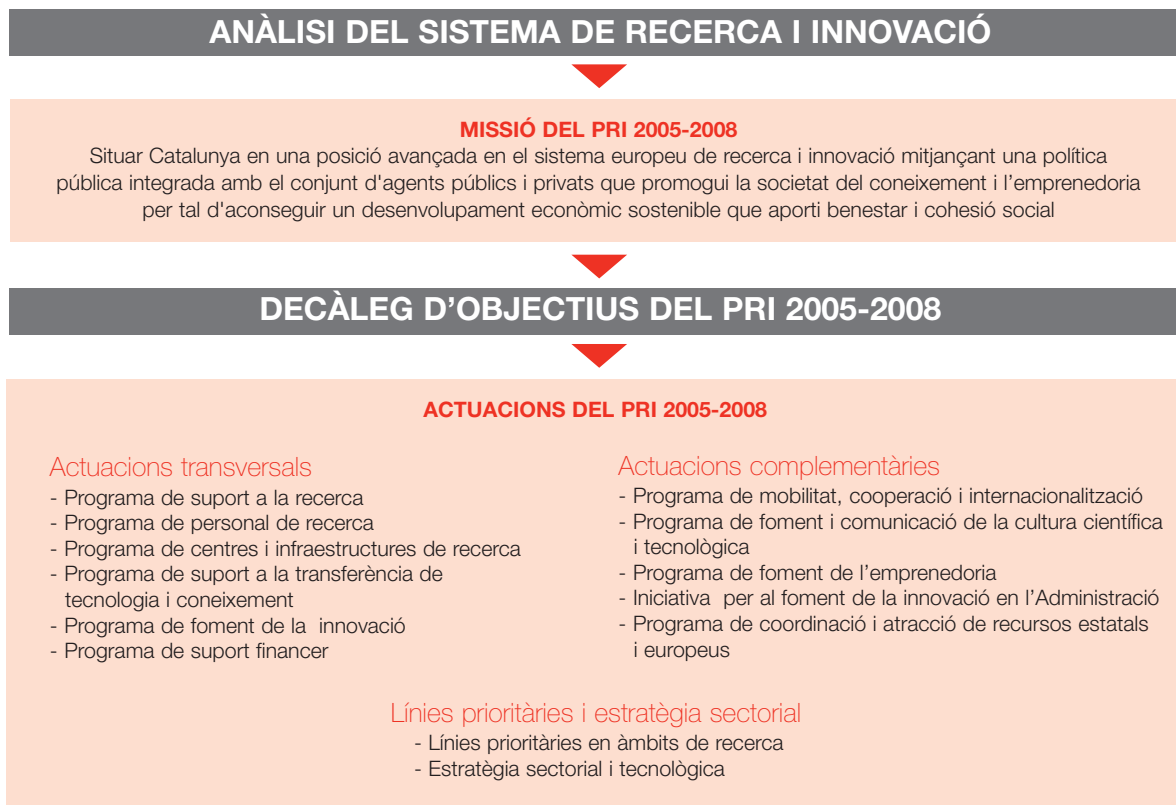 ANÀLISI DEL SISTEMA DE RECERCA I INNOVACIÓ
MISSIÓ DEL PRI 2005-2008
Situar Catalunya en una posició avançada en el sistema europeu de recerca i innovació mitjançant una política
pública integrada amb el conjunt d'agents públics i privats que promogui la societat del coneixement i l’emprenedoria
per tal d'aconseguir un desenvolupament econòmic sostenible que aporti benestar i cohesió social
DECÀLEG D’OBJECTIUS DEL PRI 2005-2008
ACTUACIONS DEL PRI 2005-2008
Actuacions transversals
- Programa de suport a la recerca
- Programa de personal de recerca
- Programa de centres i infraestructures de recerca
- Programa de suport a la transferència de
tecnologia i coneixement
- Programa de foment de la innovació
- Programa de suport financer
Actuacions complementàries
- Programa de mobilitat, cooperació i internacionalització
- Programa de foment i comunicació de la cultura científica
i tecnològica
- Programa de foment de l’emprenedoria
- Iniciativa per al foment de la innovació en l’Administració
- Programa de coordinació i atracció de recursos estatals
i europeus
Línies prioritàries i estratègia sectorial
- Línies prioritàries en àmbits de recerca
- Estratègia sectorial i tecnològica